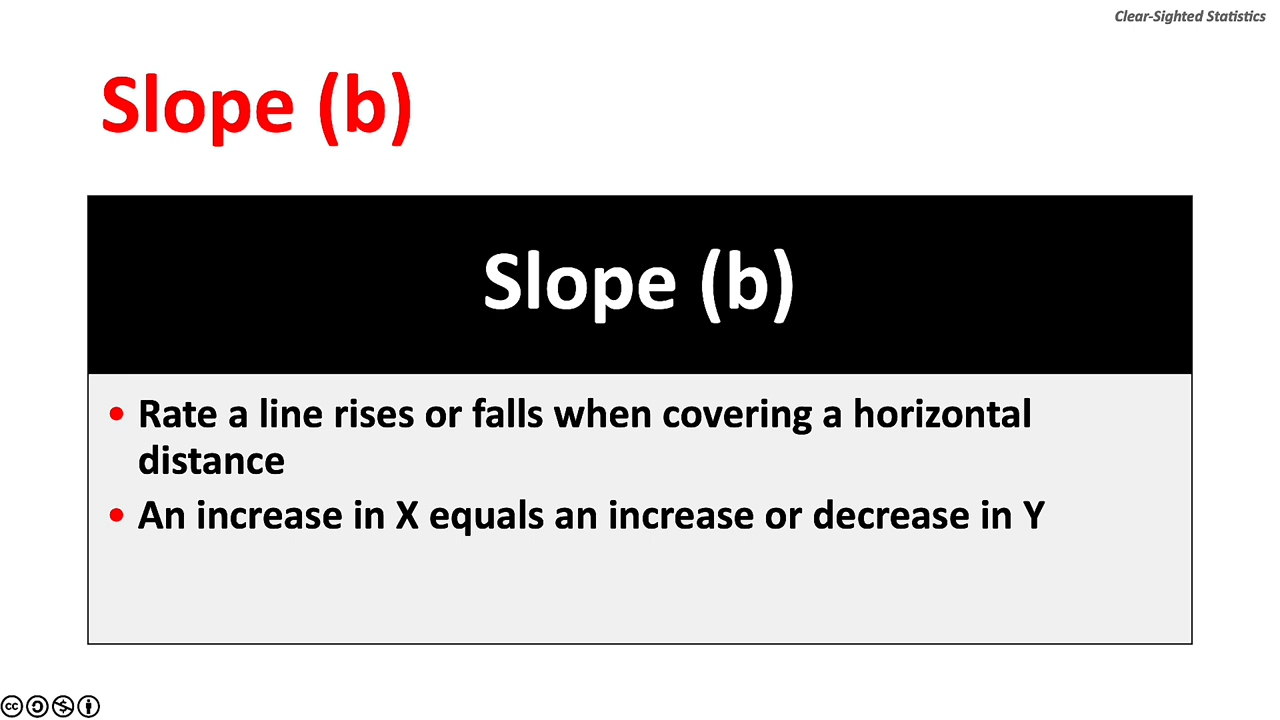 Clear-Sighted Statistics
Slope (b)
Slope (b)
• Rate a line rises or falls when covering a horizontal
distance
• An increase in X equals an increase or decrease in Y